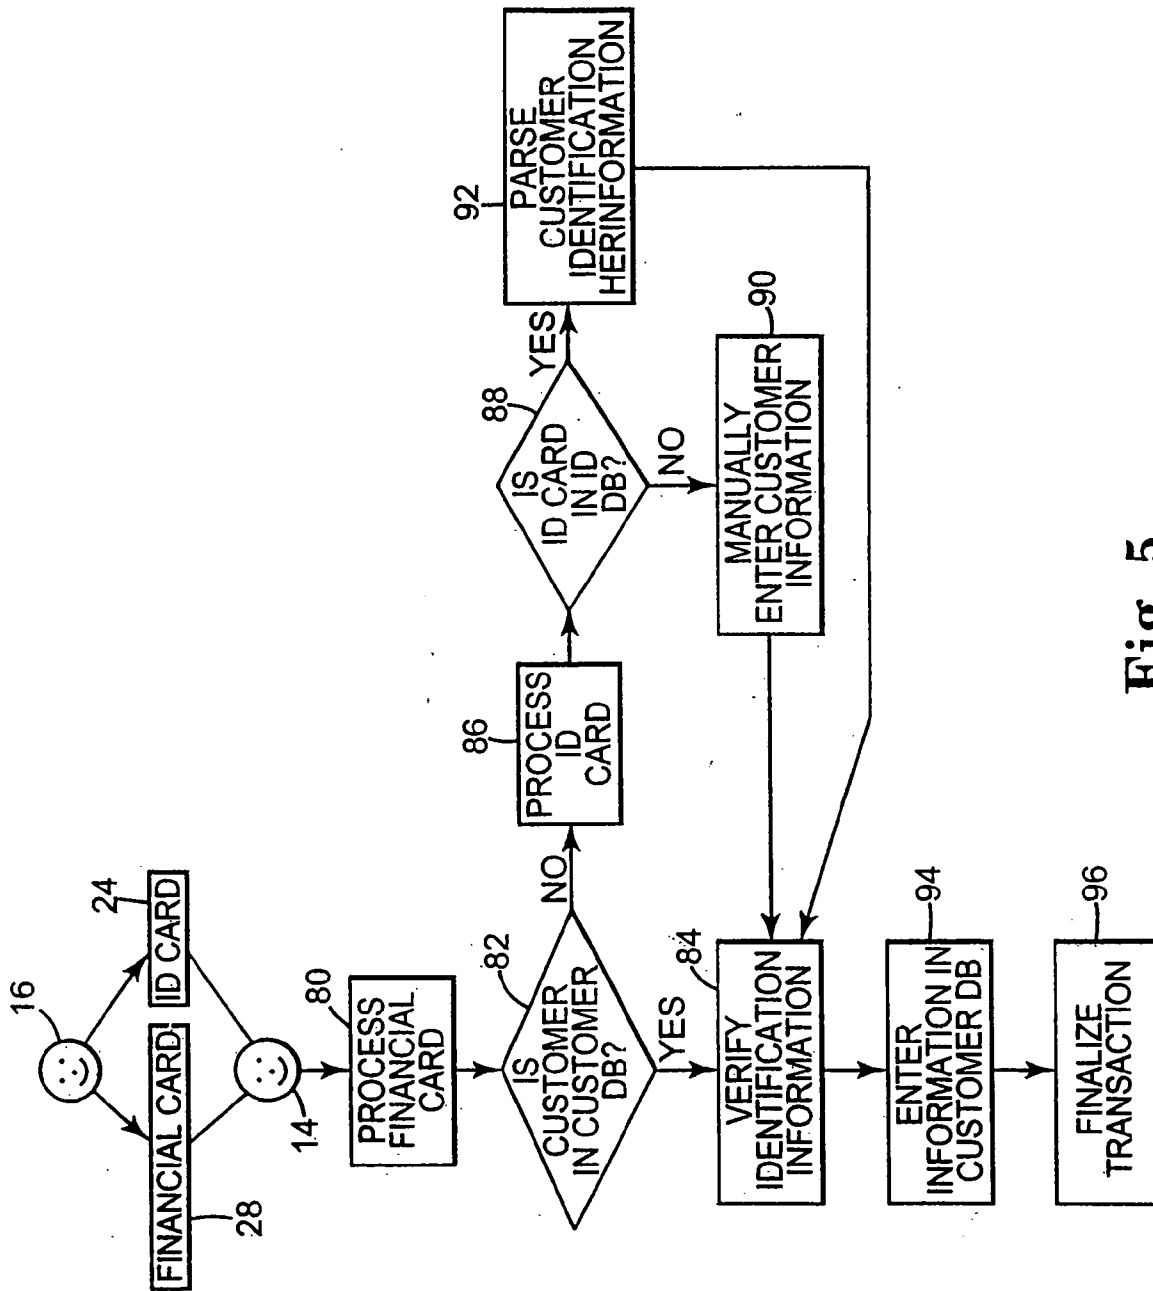 16
24
FINANCIAL CARD
ID CARD
28
14
80
PROCESS
FINANCIAL
CARD
82
IS
CUSTOMER
IN CUSTOMER
DB?
NO
YES
86
PROCESS
ID
CARD
88
IS
ID CARD
IN ID
DB?
YES
NO
92
PARSE
CUSTOMER
IDENTIFICATION
HERINFORMATION
90
MANUALLY
ENTER CUSTOMER
INFORMATION
84
VERIFY
IDENTIFICATION
INFORMATION
94
ENTER
INFORMATION IN
CUSTOMER DB
96
FINALIZE
TRANSACTION
Fig. 5